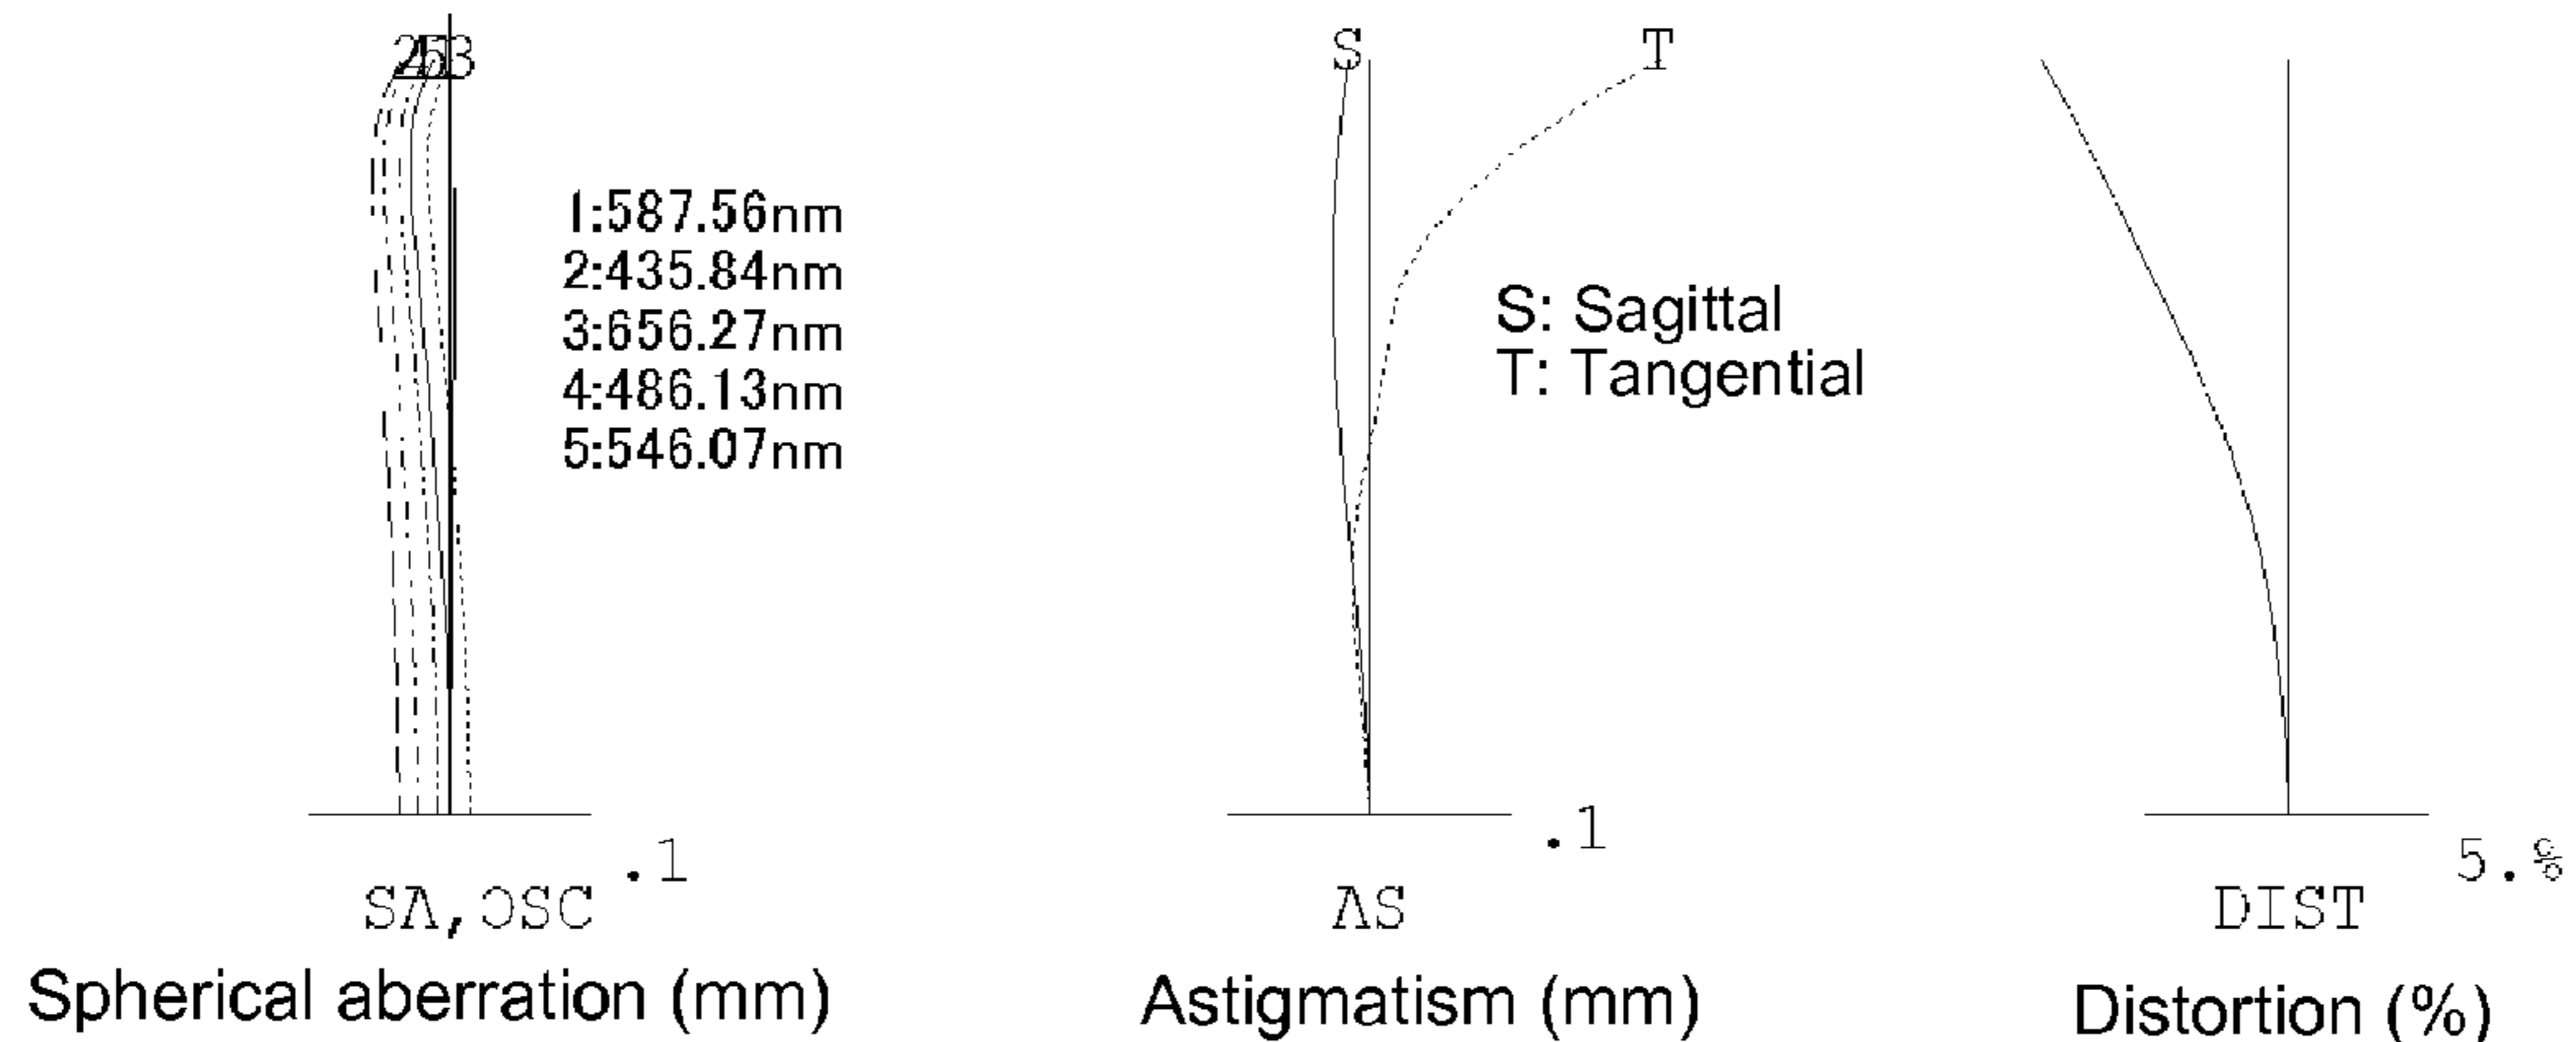 2453
S
T
1:587.56nm
2:435.84nm
3:656.27nm
4:486.13nm
5:546.07nm
S: Sagittal
T: Tangential
.1
.1
5.%
SA,OSC
AS
DIST
Spherical aberration (mm)
Astigmatism (mm)
Distortion (%)